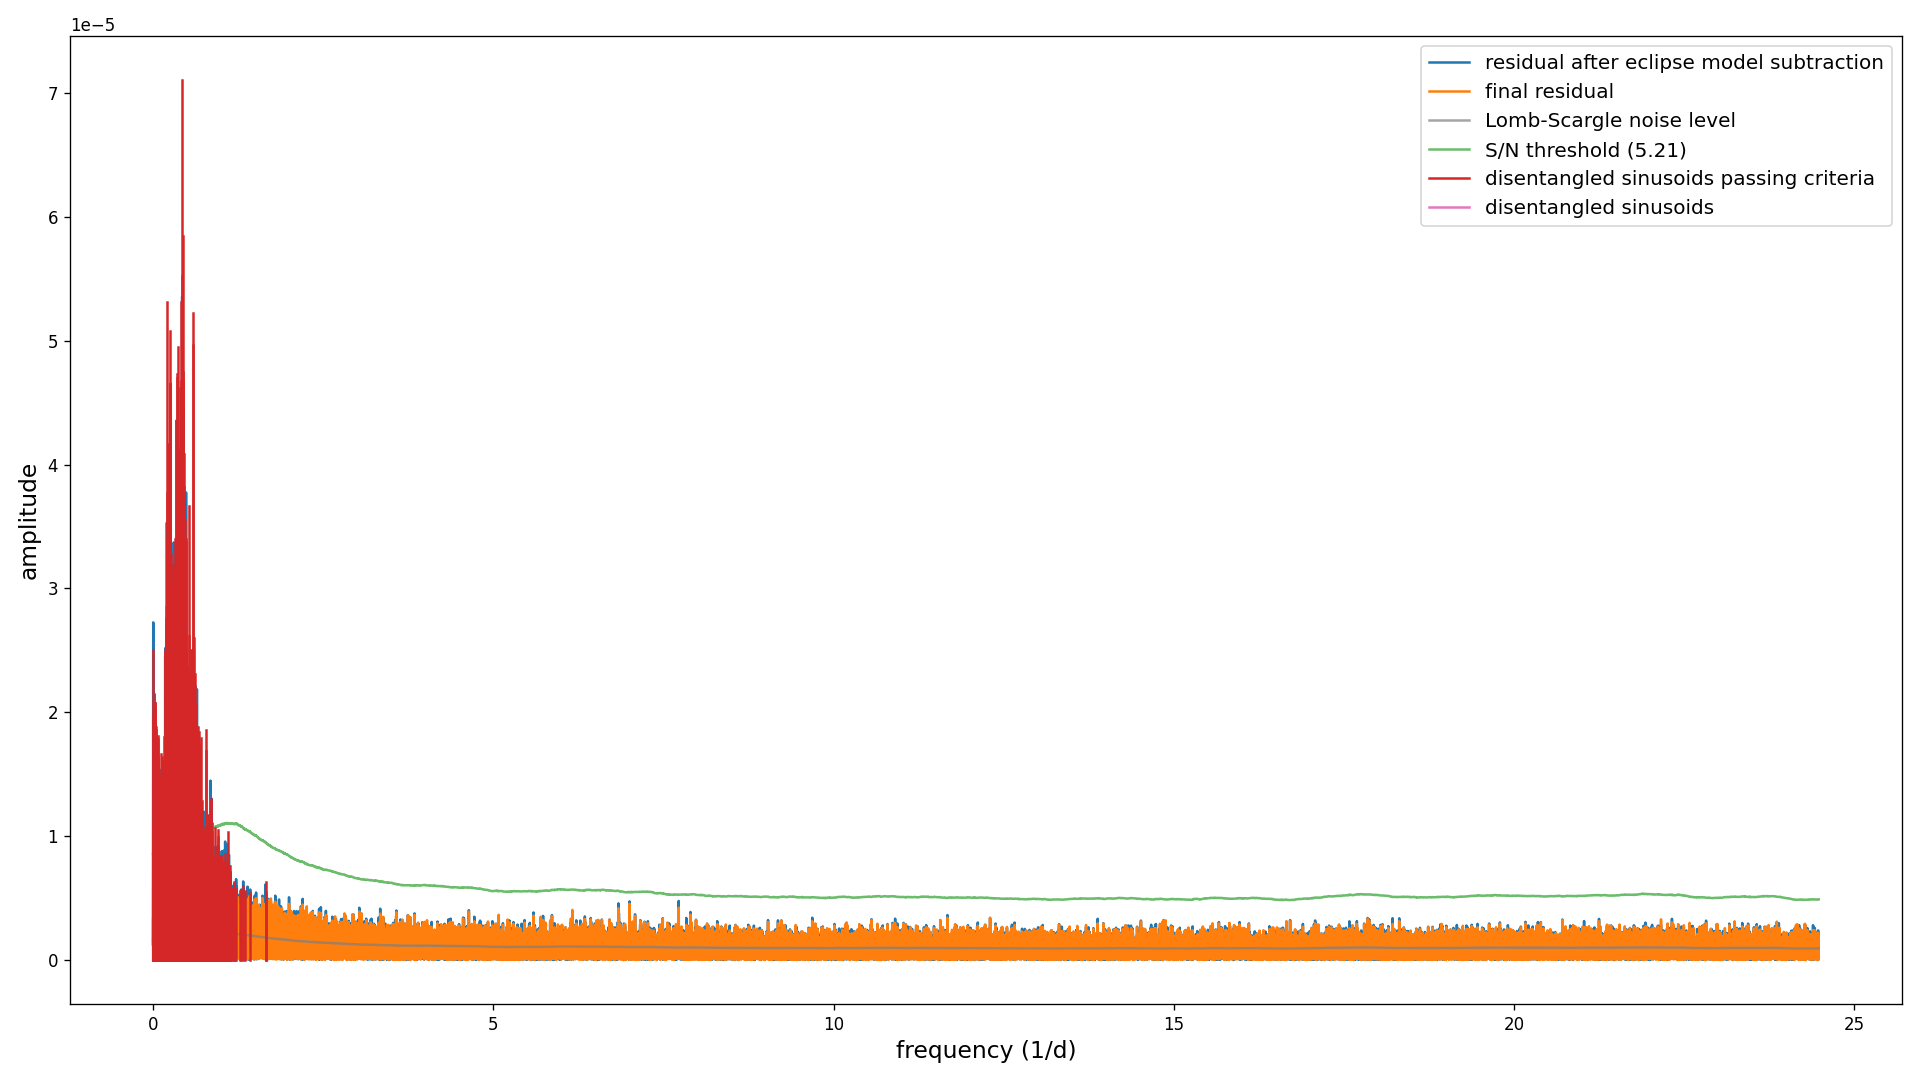 1e−5
residual after eclipse model subtraction
final residual
Lomb-Scargle noise level
S/N threshold (5.21)
disentangled sinusoids passing criteria
disentangled sinusoids
7
6
5
4
3
2
1
0
amplitude
0 5 10 15 20 25
frequency (1/d)